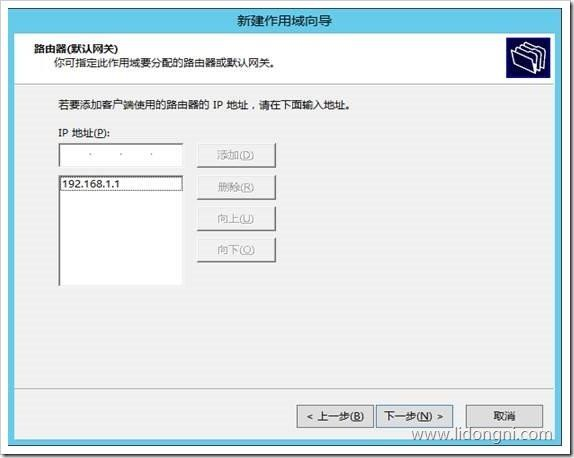 新建作用域向导
路由器(默认网关)
你可指定此作用域要分配的路由器或默认网关。
若要添加客户端使用的路由器的 IP 地址，请在下面输入地址。
IP 地址(P):
添加(D)
192.168.1.1
删除(R)
向上(U)
向下(O)
< 上一步(B)
下一步(N) >
取消
www.lidongni.com